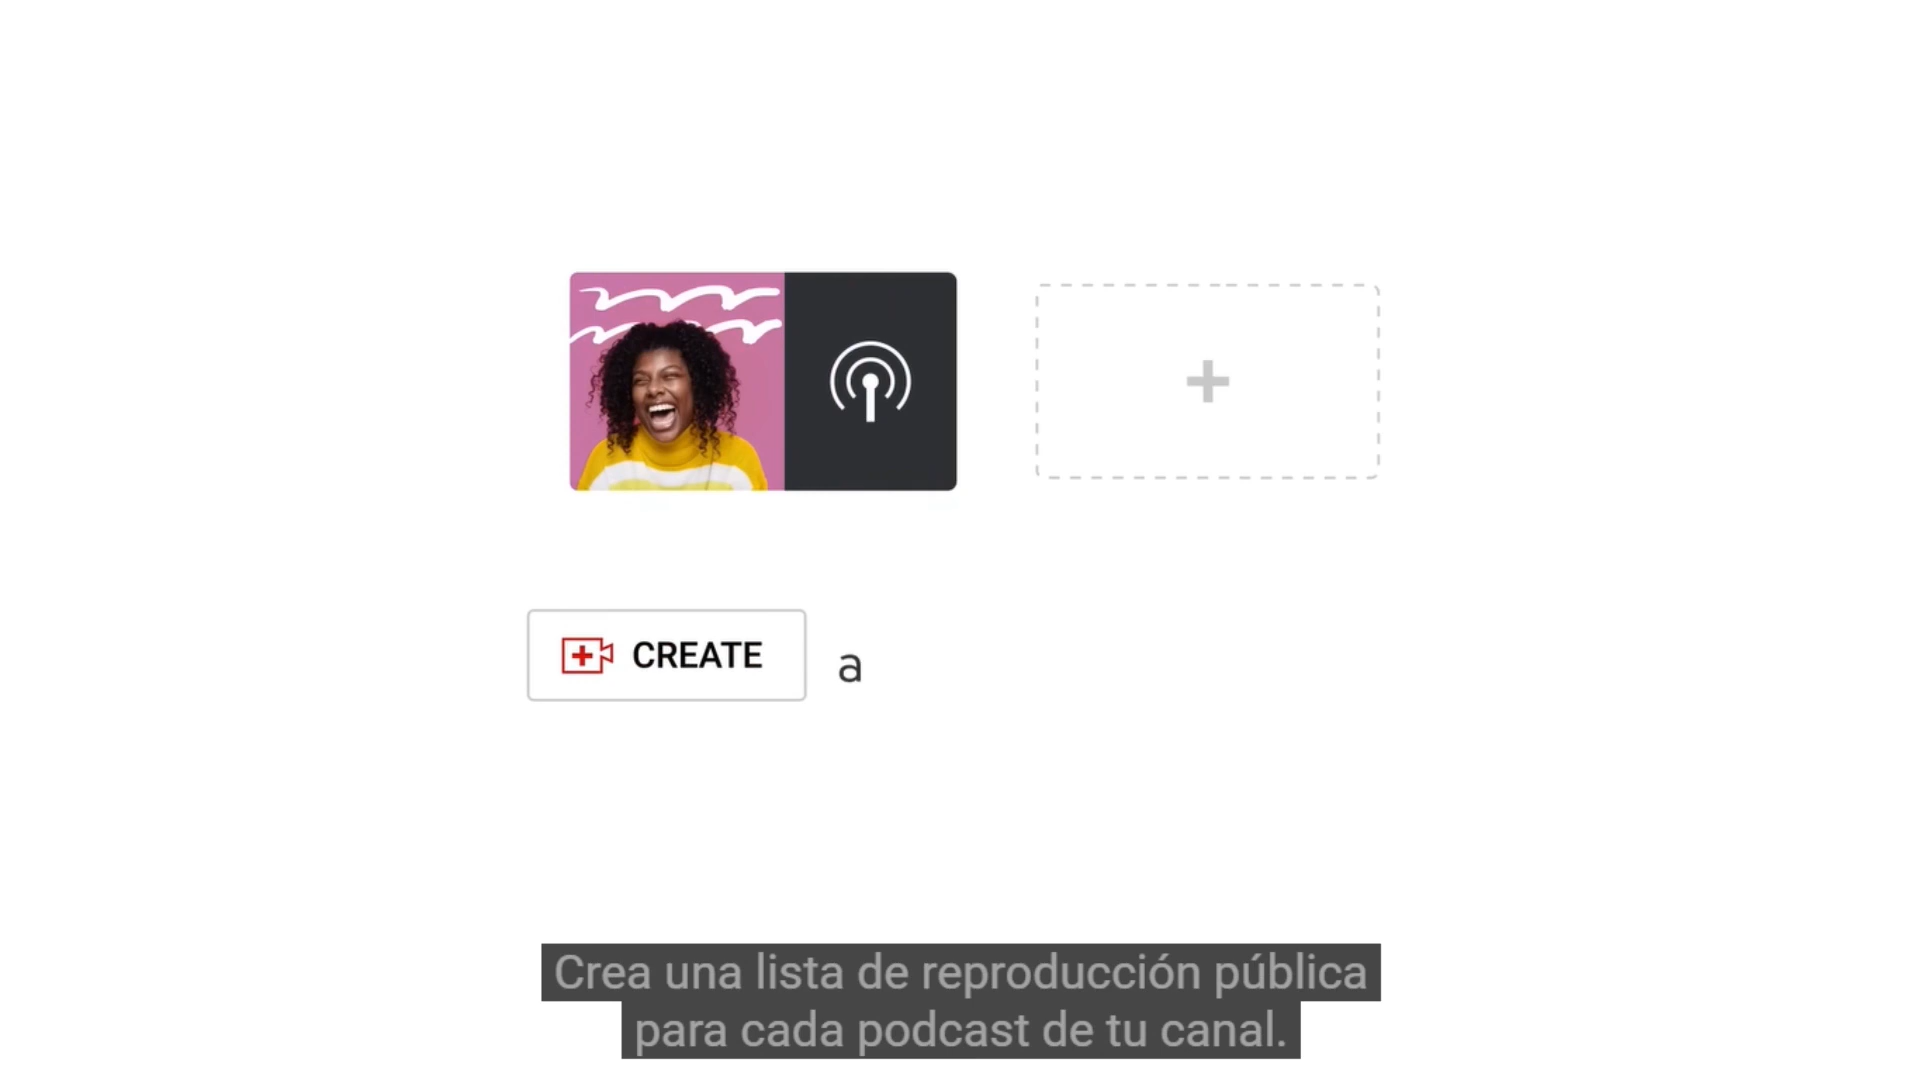 CREATE a
Crea una lista de reproducción pública
para cada podcast de tu canal.